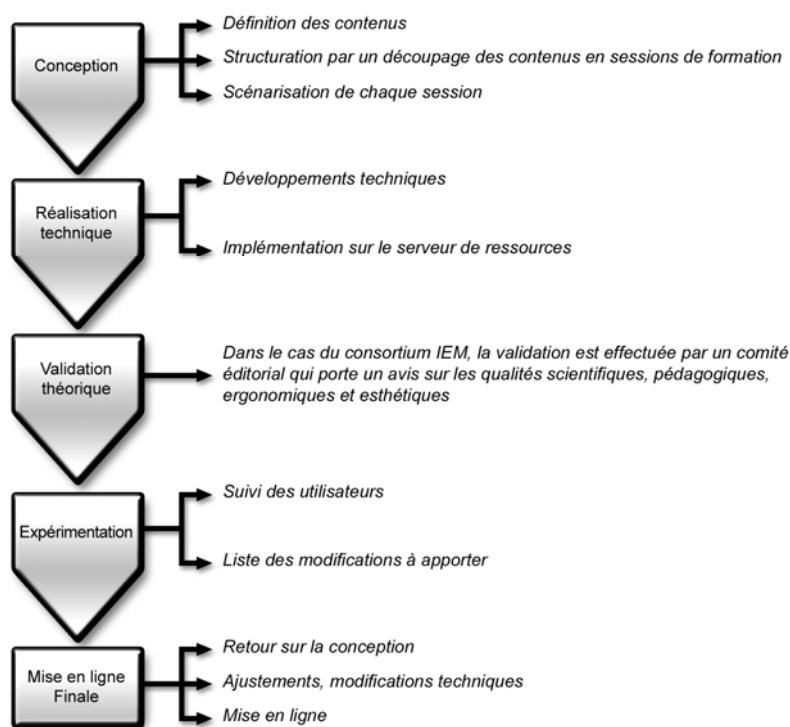 Conception
Définition des contenus
Structuration par un découpage des contenus en sessions de formation
Scénarisation de chaque session
Réalisation
technique
Développements techniques
Implémentation sur le serveur de ressources
Validation
théorique
Dans le cas du consortium IEM, la validation est effectuée par un comité
éditorial qui porte un avis sur les qualités scientifiques, pédagogiques,
ergonomiques et esthétiques
Expérimentation
Suivi des utilisateurs
Liste des modifications à apporter
Mise en ligne
Finale
Retour sur la conception
Ajustements, modifications techniques
Mise en ligne